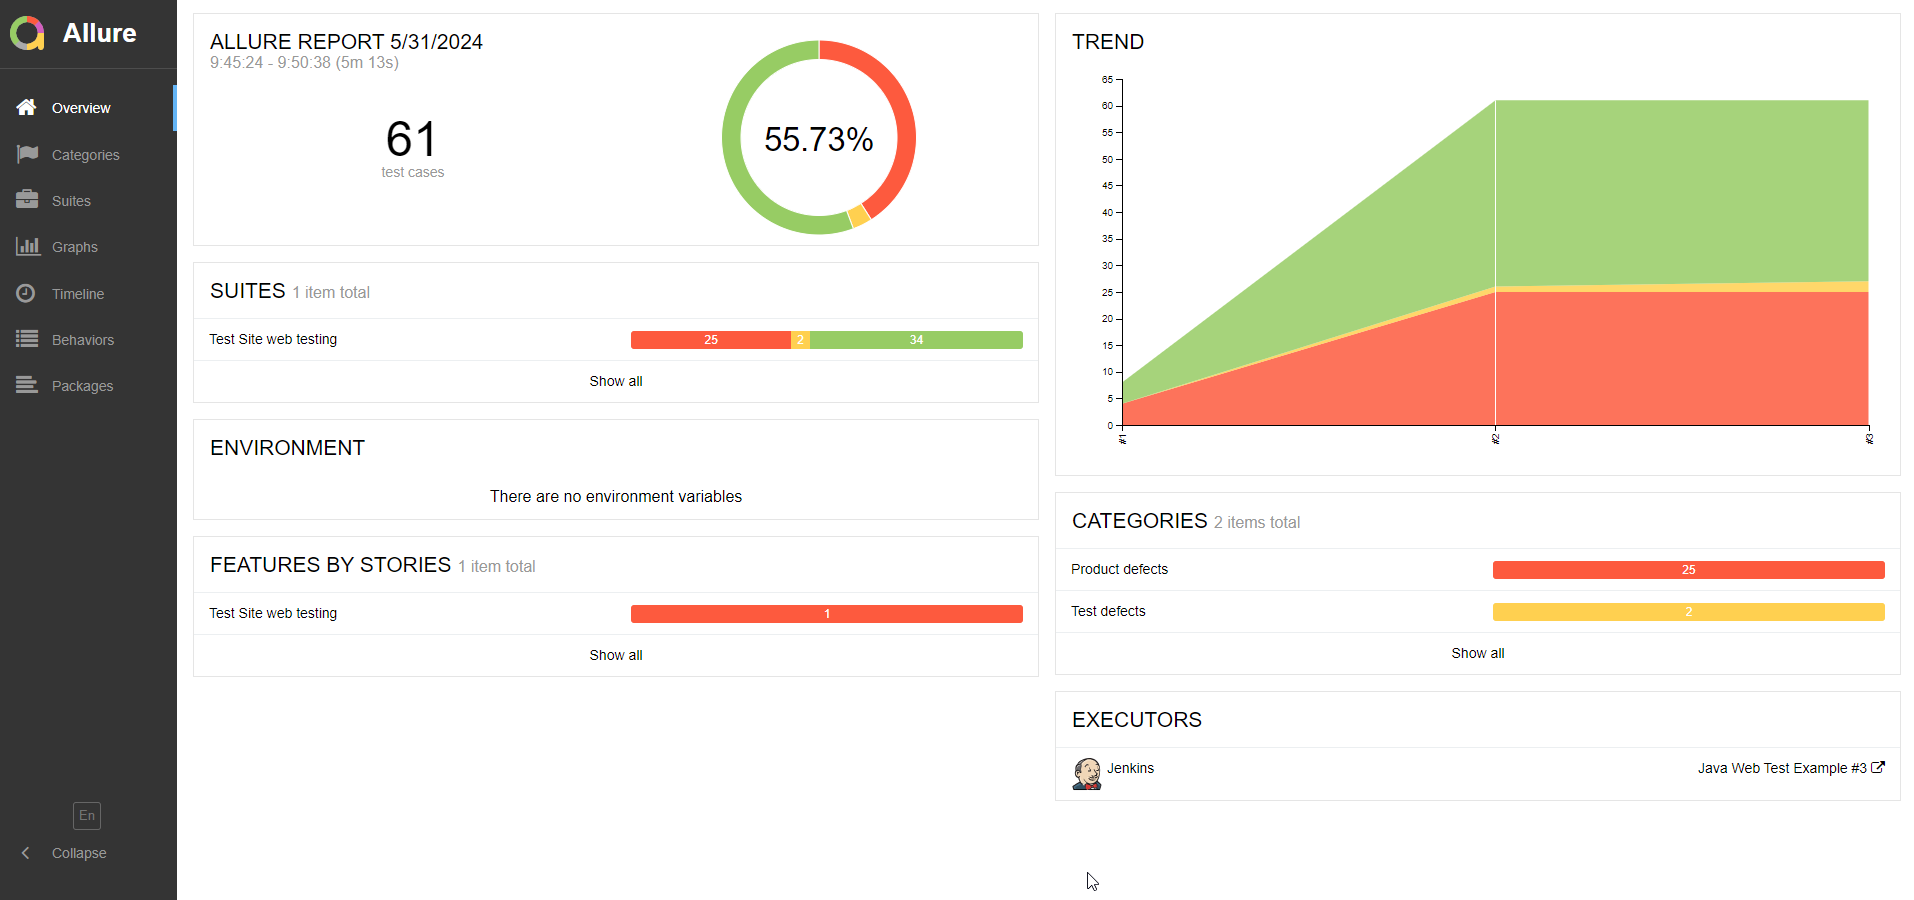 Allure
Overview
Categories
Suites
Graphs
Timeline
Behaviors
Packages
En
Collapse
ALLURE REPORT 5/31/2024
9:45:24 - 9:50:38 (5m 13s)
61
test cases
55.73%
SUITES 1 item total
Test Site web testing 25 2 34
Show all
ENVIRONMENT
There are no environment variables
FEATURES BY STORIES 1 item total
Test Site web testing 1
Show all
TREND
65
60
55
50
45
40
35
30
25
20
15
10
5
0
#1 #2 #3
CATEGORIES 2 items total
Product defects 25
Test defects 2
Show all
EXECUTORS
Jenkins Java Web Test Example #3